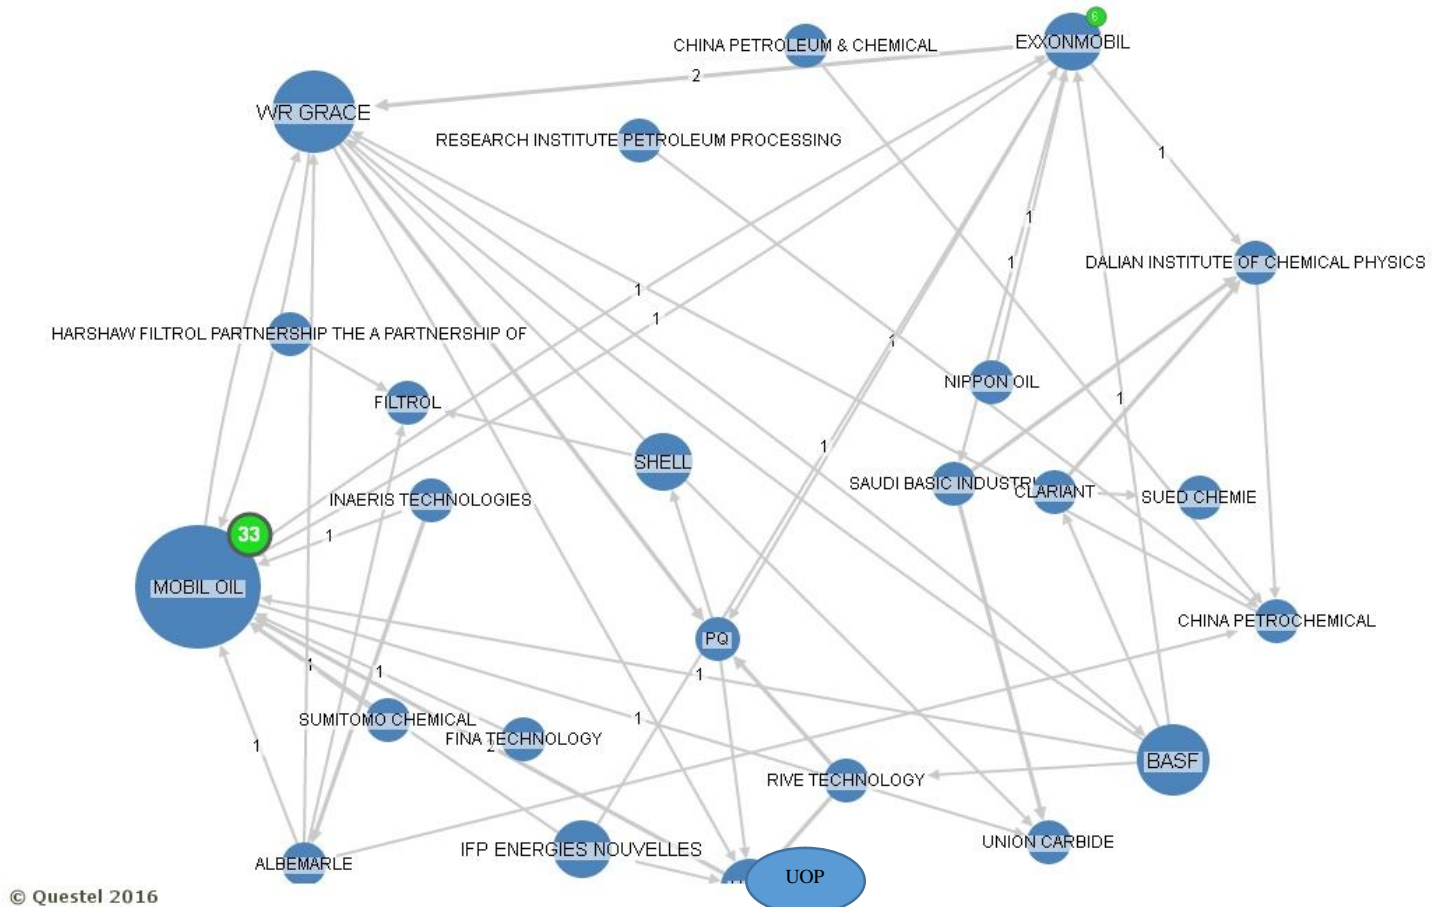 6
CHINA PETROLEUM & CHEMICAL
EXXONMOBIL
2
WR GRACE
RESEARCH INSTITUTE PETROLEUM PROCESSING
1
1
1
DALIAN INSTITUTE OF CHEMICAL PHYSICS
1
1
HARSHAW FILTROL PARTNERSHIP THE A PARTNERSHIP OF
1
NIPPON OIL
1
FILTROL
1
SHELL
SAUDI BASIC INDUSTRI
CLARIANT
SUED CHEMIE
INAERIS TECHNOLOGIES
33
1
MOBIL OIL
CHINA PETROCHEMICAL
PQ
1
1
1
SUMITOMO CHEMICAL
1
FINA TECHNOLOGY
2
1
BASF
RIVE TECHNOLOGY
UNION CARBIDE
IFP ENERGIES NOUVELLES
ALBEMARLE
UOP
© Questel 2016